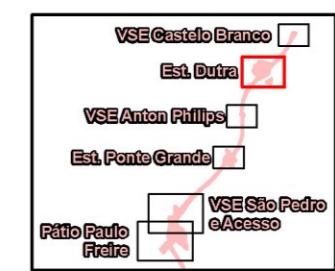 VSE Castelo Branco
Est. Dutra
VSE Anton Philips
Est. Ponte Grande
VSE São Pedro
e Acesso
Pátio Paulo
Freire